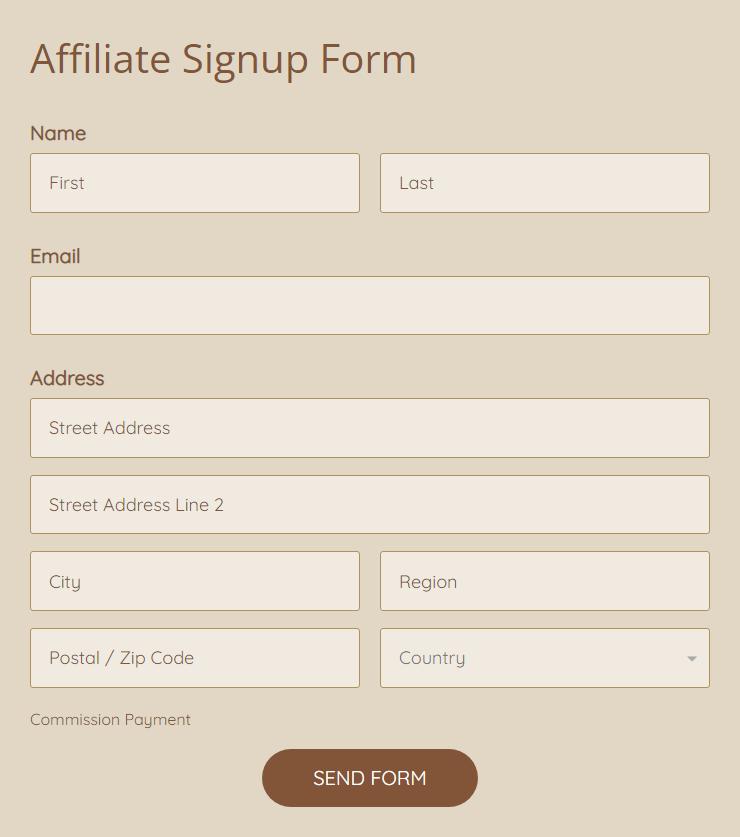 Affiliate Signup Form
Name
First Last
Email
Address
Street Address
Street Address Line 2
City Region
Postal / Zip Code Country
Commission Payment
SEND FORM